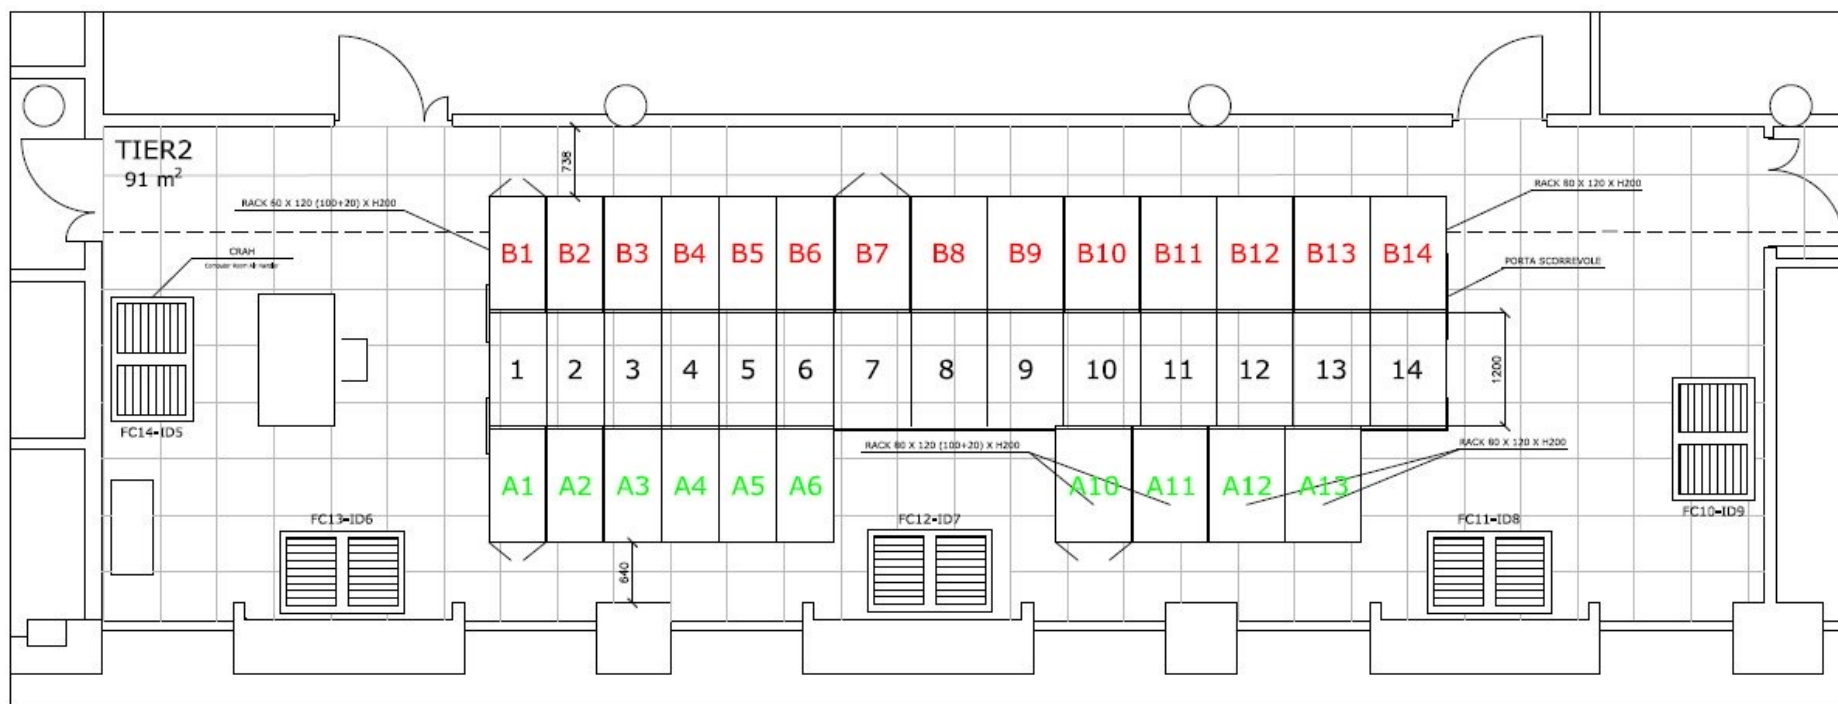 TIER2
91 m²
738
RACK 60 X 120 (100+20) X H200
RACK 80 X 120 X H200
CRAH
Computer Room Air Handler
B1 B2 B3 B4 B5 B6 B7 B8 B9 B10 B11 B12 B13 B14
PORTA SCORREVOLE
1 2 3 4 5 6 7 8 9 10 11 12 13 14
1200
FC14-ID5
RACK 80 X 120 (100+20) X H200
RACK 80 X 120 X H200
A1 A2 A3 A4 A5 A6 A10 A11 A12 A13
FC13-ID6
FC12-ID7
FC11-ID8
FC10-ID9
640